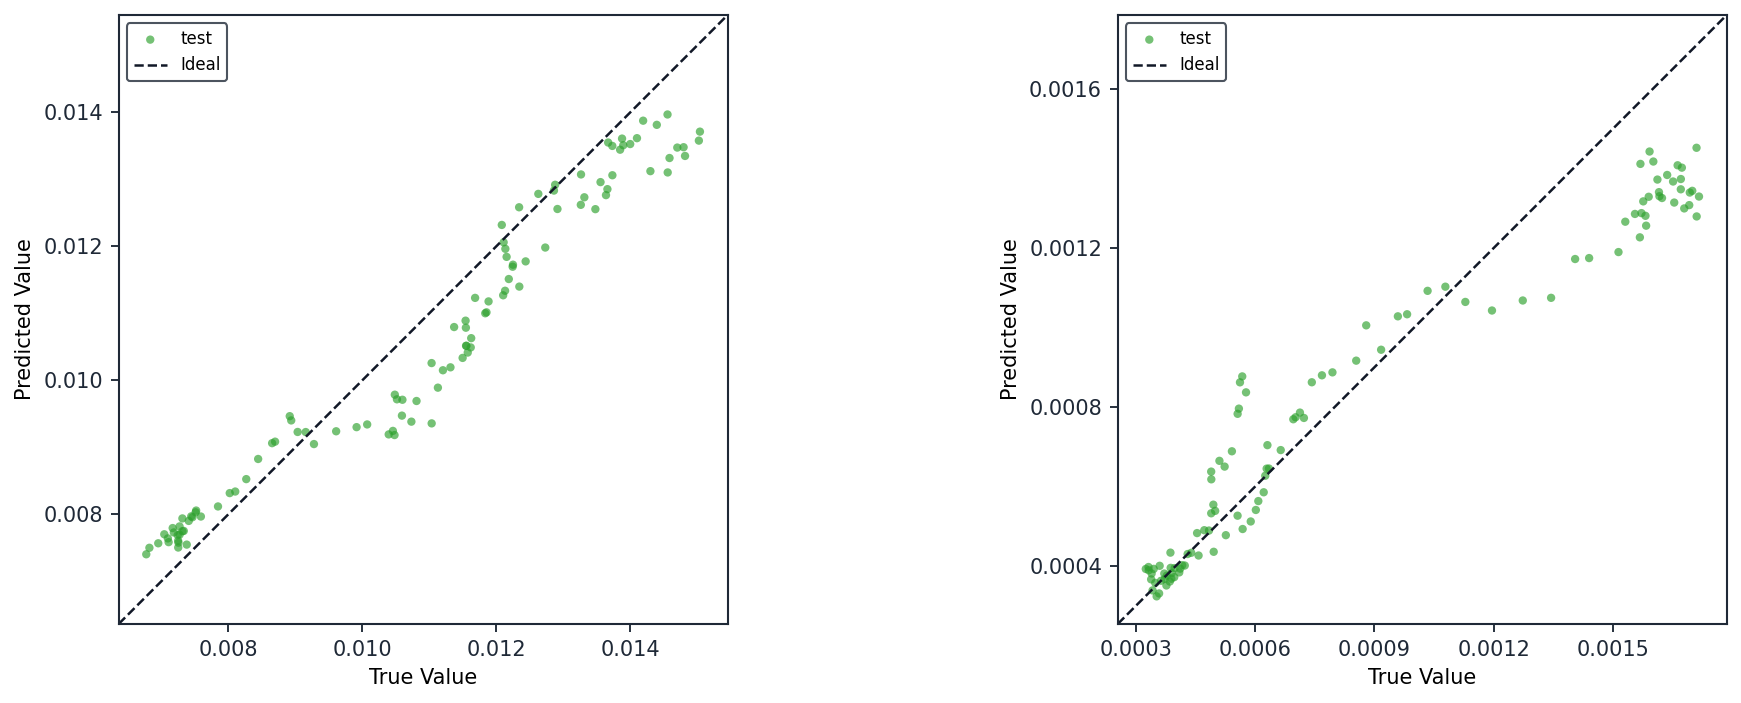 test
Ideal
0.014
0.012
0.010
0.008
Predicted Value
0.008 0.010 0.012 0.014
True Value
test
Ideal
0.0016
0.0012
0.0008
0.0004
Predicted Value
0.0003 0.0006 0.0009 0.0012 0.0015
True Value